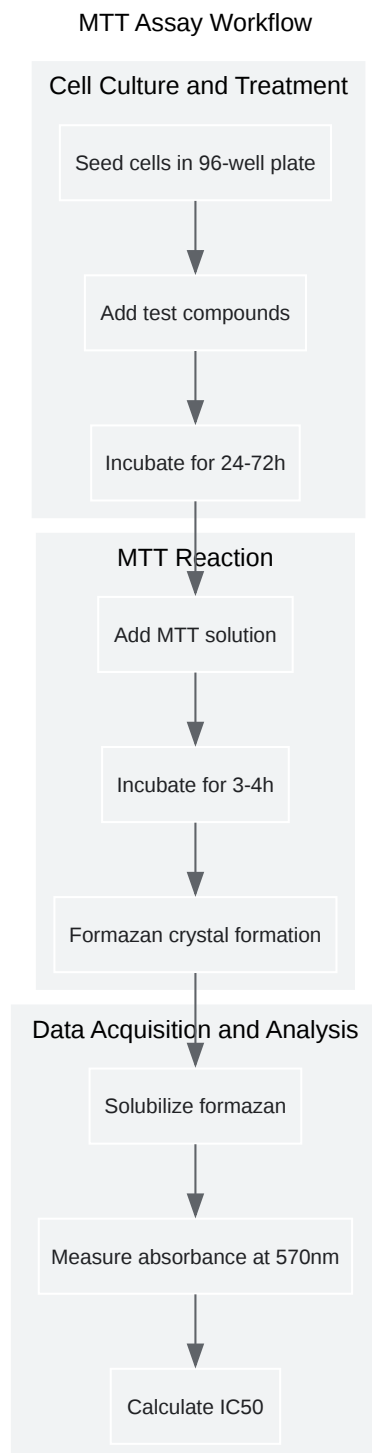 MTT Assay Workflow
Cell Culture and Treatment
Seed cells in 96-well plate
Add test compounds
Incubate for 24-72h
MTT Reaction
Add MTT solution
Incubate for 3-4h
Formazan crystal formation
Data Acquisition and Analysis
Solubilize formazan
Measure absorbance at 570nm
Calculate IC50